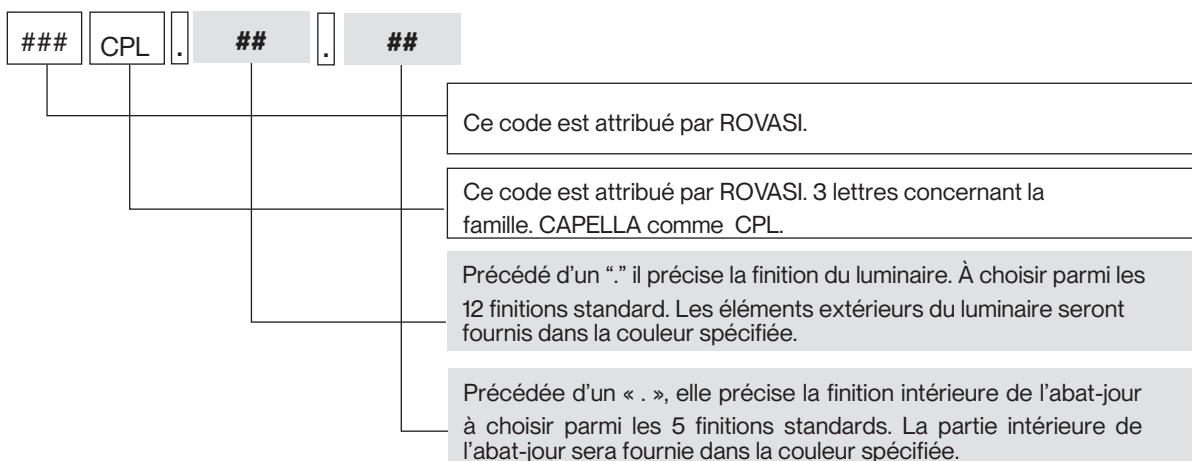 ### CPL . ## . ##
Ce code est attribué par ROVASI.
Ce code est attribué par ROVASI. 3 lettres concernant la
famille. CAPELLA comme CPL.
Précédé d'un “.” il précise la finition du luminaire. À choisir parmi les
12 finitions standard. Les éléments extérieurs du luminaire seront
fournis dans la couleur spécifiée.
Précédée d'un « . », elle précise la finition intérieure de l'abat-jour
à choisir parmi les 5 finitions standards. La partie intérieure de
l'abat-jour sera fournie dans la couleur spécifiée.